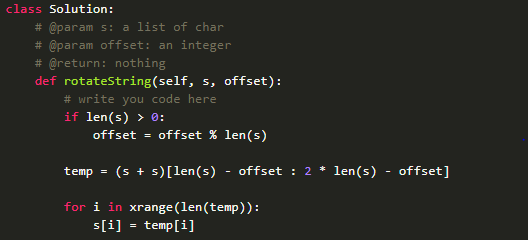 class Solution:
    # @param s: a list of char
    # @param offset: an integer
    # @return: nothing
    def rotateString(self, s, offset):
        # write you code here
        if len(s) > 0:
            offset = offset % len(s)

        temp = (s + s)[len(s) - offset : 2 * len(s) - offset]

        for i in xrange(len(temp)):
            s[i] = temp[i]